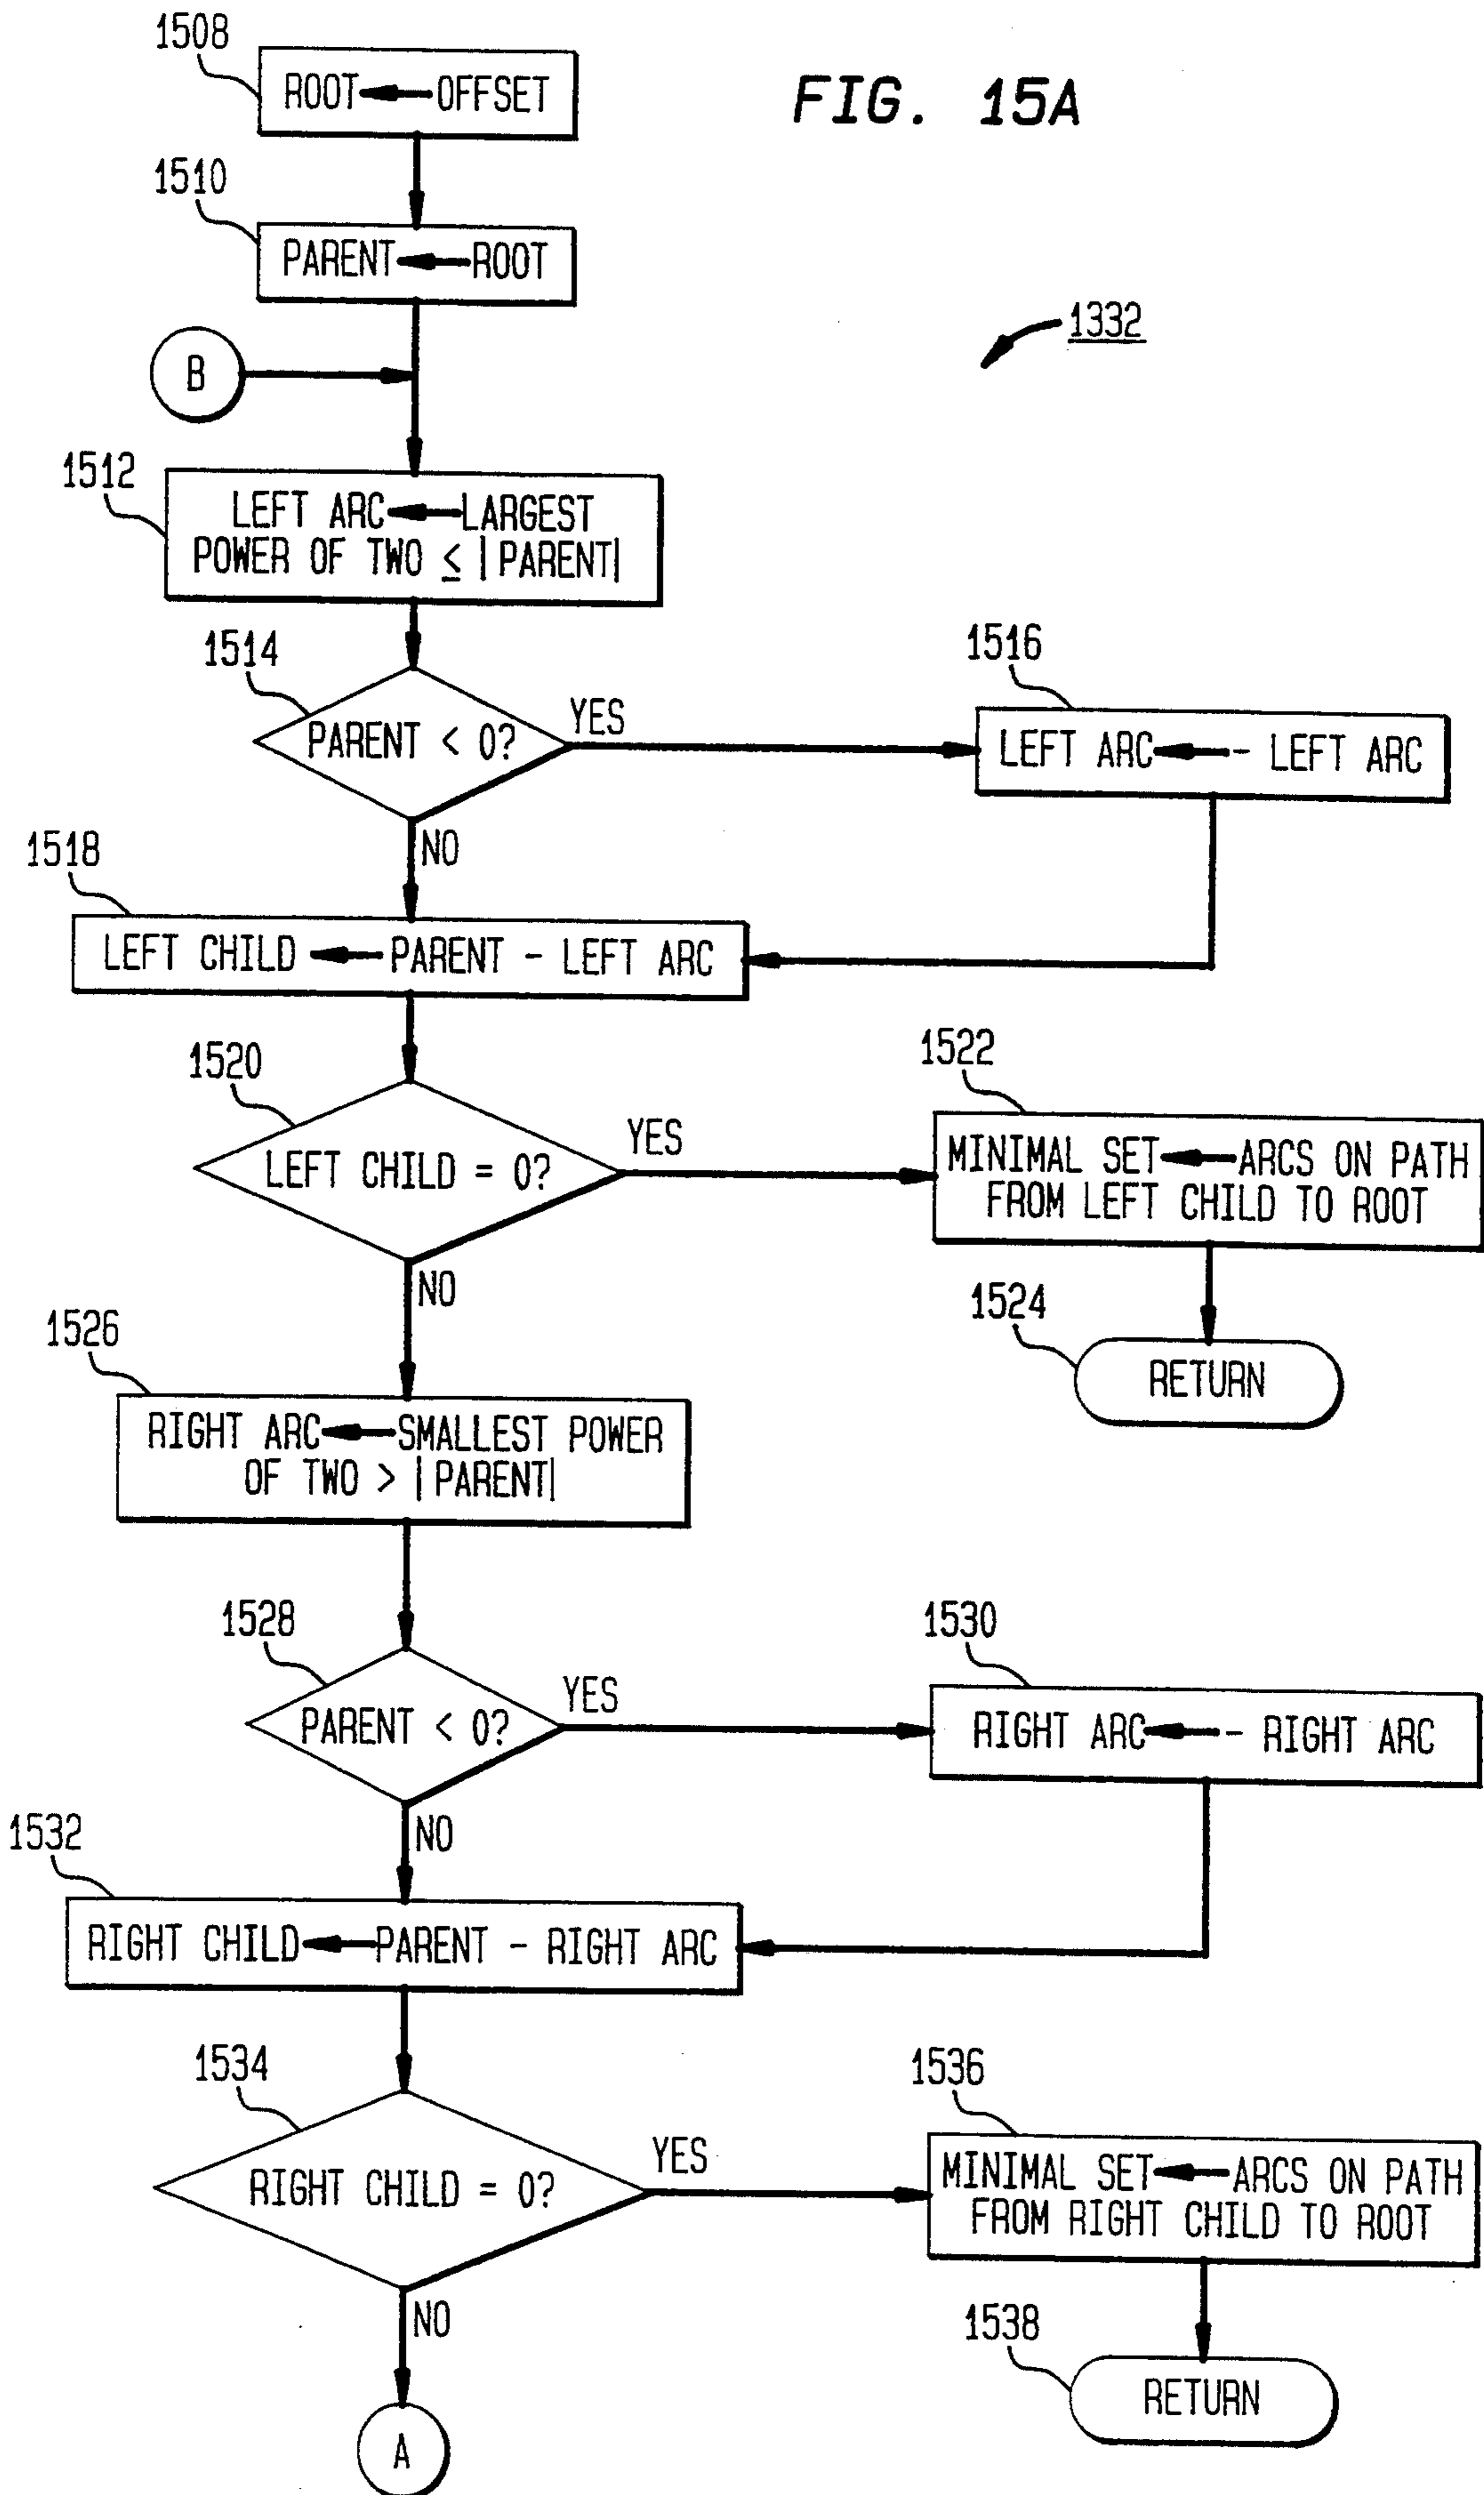 1508
ROOT ← OFFSET
FIG. 15A
1510
PARENT ← ROOT
1332
B
1512
LEFT ARC ← LARGEST
POWER OF TWO ≤ |PARENT|
1514
PARENT < 0?
YES
1516
LEFT ARC ← - LEFT ARC
NO
1518
LEFT CHILD ← PARENT - LEFT ARC
1520
LEFT CHILD = 0?
YES
1522
MINIMAL SET ← ARCS ON PATH
FROM LEFT CHILD TO ROOT
NO
1524
RETURN
1526
RIGHT ARC ← SMALLEST POWER
OF TWO > |PARENT|
1528
PARENT < 0?
YES
1530
RIGHT ARC ← - RIGHT ARC
NO
1532
RIGHT CHILD ← PARENT - RIGHT ARC
1534
RIGHT CHILD = 0?
YES
1536
MINIMAL SET ← ARCS ON PATH
FROM RIGHT CHILD TO ROOT
NO
1538
RETURN
A